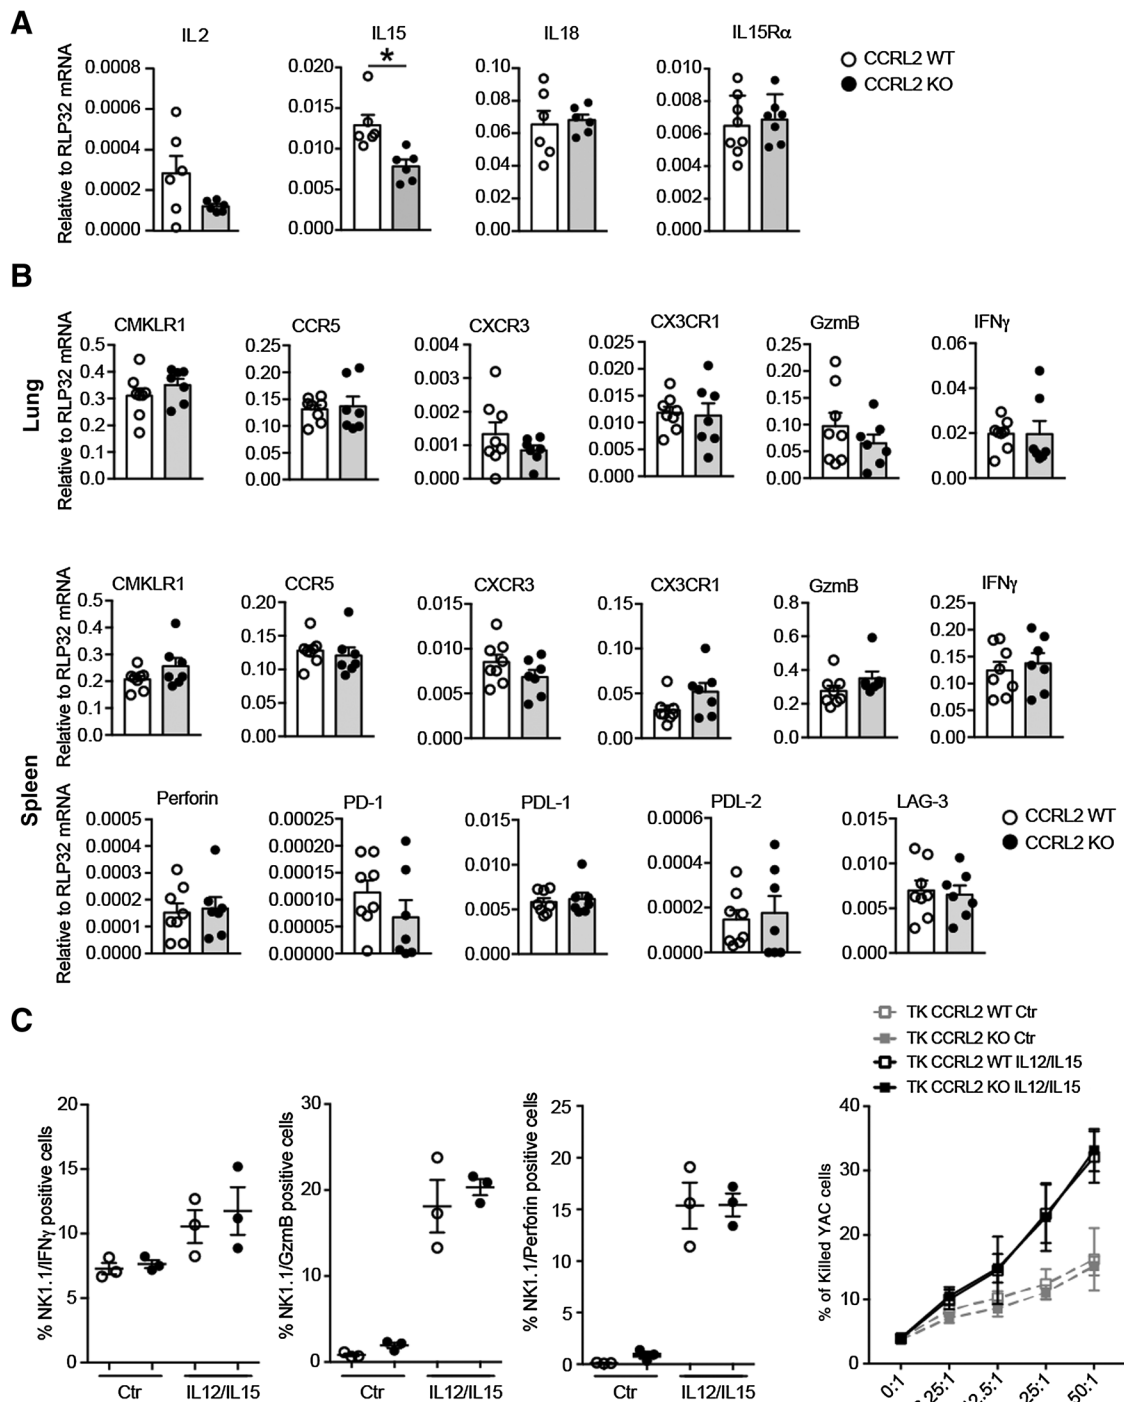 A
IL2
IL15
IL18
IL15Rα
CCRL2 WT
CCRL2 KO
Relative to RLP32 mRNA
0.0008
0.0006
0.0004
0.0002
0.0000
0.020
0.015
0.010
0.005
0.000
*
0.10
0.08
0.06
0.04
0.02
0.00
0.010
0.008
0.006
0.004
0.002
0.000
B
Lung
Relative to RLP32 mRNA
CMKLR1
CCR5
CXCR3
CX3CR1
GzmB
IFNγ
0.5
0.4
0.3
0.2
0.1
0.0
0.25
0.20
0.15
0.10
0.05
0.00
0.004
0.003
0.002
0.001
0.000
0.025
0.020
0.015
0.010
0.005
0.000
0.25
0.20
0.15
0.10
0.05
0.00
0.06
0.04
0.02
0.00
Spleen
Relative to RLP32 mRNA
CMKLR1
CCR5
CXCR3
CX3CR1
GzmB
IFNγ
0.5
0.4
0.3
0.2
0.1
0.0
0.20
0.15
0.10
0.05
0.00
0.015
0.010
0.005
0.000
0.15
0.10
0.05
0.000
0.8
0.6
0.4
0.2
0.0
0.25
0.20
0.15
0.10
0.05
0.00
Relative to RLP32 mRNA
Perforin
PD-1
PDL-1
PDL-2
LAG-3
CCRL2 WT
CCRL2 KO
0.0005
0.0004
0.0003
0.0002
0.0001
0.0000
0.00025
0.00020
0.00015
0.00010
0.00005
0.00000
0.015
0.010
0.005
0.000
0.0006
0.0004
0.0002
0.0000
0.015
0.010
0.005
0.000
C
TK CCRL2 WT Ctr
TK CCRL2 KO Ctr
TK CCRL2 WT IL12/IL15
TK CCRL2 KO IL12/IL15
% NK1.1/IFNγ positive cells
20
15
10
5
0
Ctr
IL12/IL15
% NK1.1/GzmB positive cells
30
20
10
0
Ctr
IL12/IL15
% NK1.1/Perforin positive cells
25
20
15
10
5
0
Ctr
IL12/IL15
% of Killed YAC cells
40
30
20
10
0
0:1
25:1
50:1